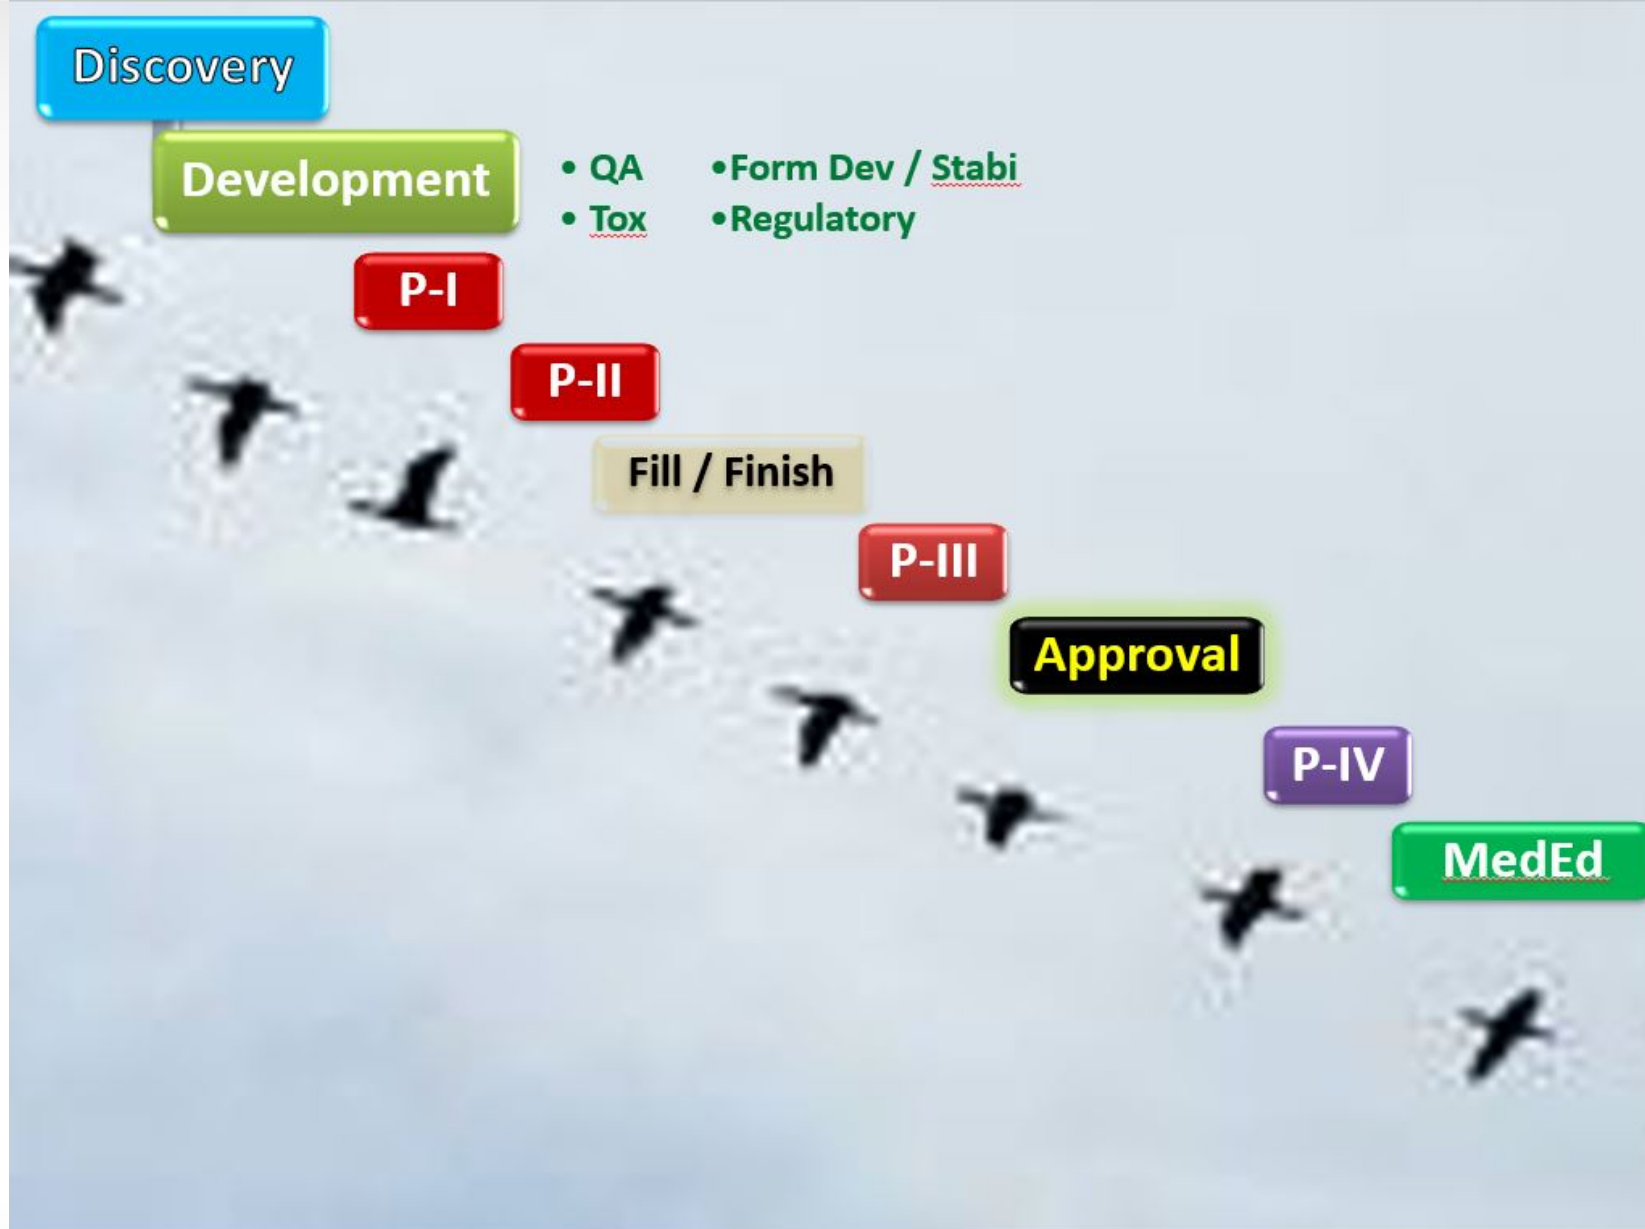 Discovery
Development
• QA •Form Dev / Stabi
• Tox •Regulatory
P-I
P-II
Fill / Finish
P-III
Approval
P-IV
MedEd